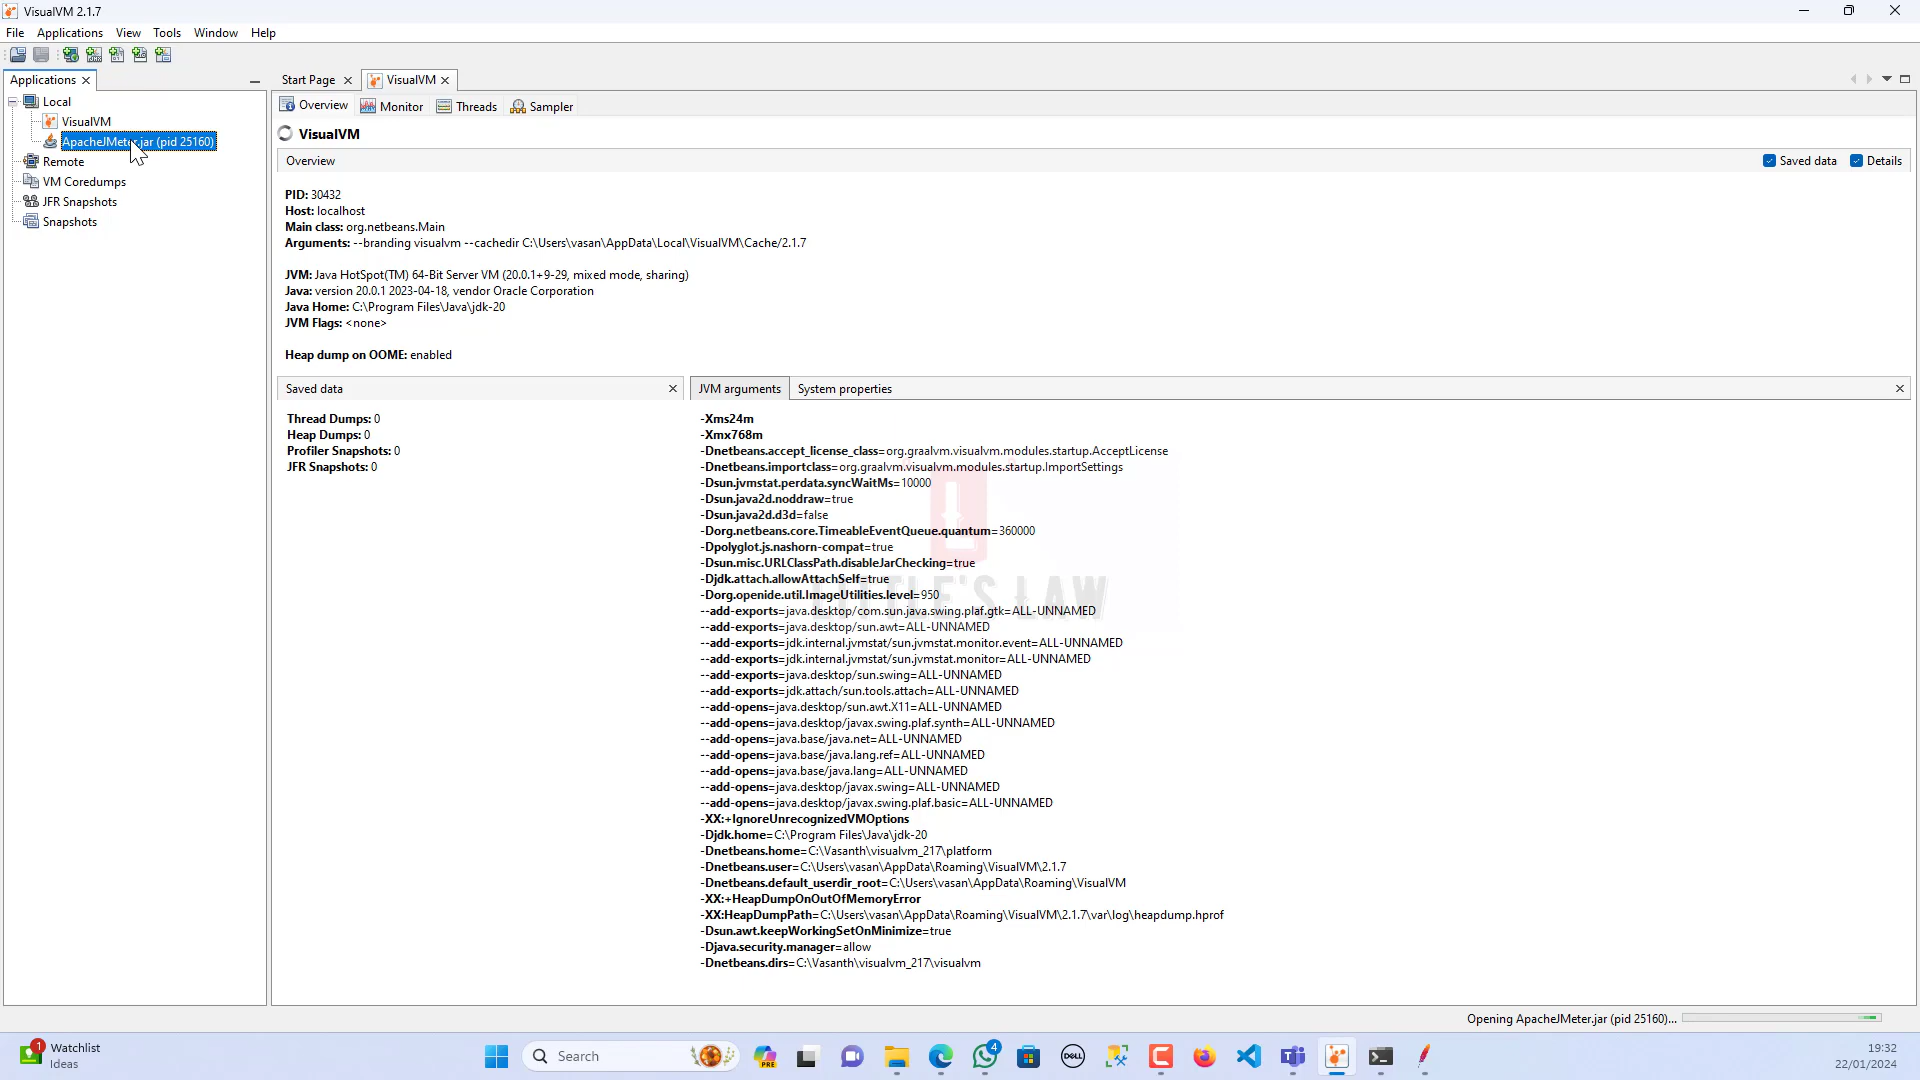 VisualVM 2.1.7
File Applications View Tools Window Help
Applications
Start Page
VisualVM
Local
VisualVM
ApacheJMeter.jar (pid 25160)
Remote
VM Coredumps
JFR Snapshots
Snapshots
Overview Monitor Threads Sampler
VisualVM
Overview
Saved data Details
PID: 30432
Host: localhost
Main class: org.netbeans.Main
Arguments: --branding visualvm --cachedir C:\Users\vasan\AppData\Local\VisualVM\Cache/2.1.7
JVM: Java HotSpot(TM) 64-Bit Server VM (20.0.1+9-29, mixed mode, sharing)
Java: version 20.0.1 2023-04-18, vendor Oracle Corporation
Java Home: C:\Program Files\Java\jdk-20
JVM Flags: <none>
Heap dump on OOME: enabled
Saved data
Thread Dumps: 0
Heap Dumps: 0
Profiler Snapshots: 0
JFR Snapshots: 0
JVM arguments System properties
-Xms24m
-Xmx768m
-Dnetbeans.accept_license_class=org.graalvm.visualvm.modules.startup.AcceptLicense
-Dnetbeans.importclass=org.graalvm.visualvm.modules.startup.ImportSettings
-Dsun.jvmstat.perdata.syncWaitMs=10000
-Dsun.java2d.noddraw=true
-Dsun.java2d.d3d=false
-Dorg.netbeans.core.TimeableEventQueue.quantum=360000
-Dpolyglot.js.nashorn-compat=true
-Dsun.misc.URLClassPath.disableJarChecking=true
-Djdk.attach.allowAttachSelf=true
-Dorg.openide.util.ImageUtilities.level=950
LITTLE'S LAW
--add-exports=java.desktop/com.sun.java.swing.plaf.gtk=ALL-UNNAMED
--add-exports=java.desktop/sun.awt=ALL-UNNAMED
--add-exports=jdk.internal.jvmstat/sun.jvmstat.monitor.event=ALL-UNNAMED
--add-exports=jdk.internal.jvmstat/sun.jvmstat.monitor=ALL-UNNAMED
--add-exports=java.desktop/sun.swing=ALL-UNNAMED
--add-exports=jdk.attach/sun.tools.attach=ALL-UNNAMED
--add-opens=java.desktop/sun.awt.X11=ALL-UNNAMED
--add-opens=java.desktop/javax.swing.plaf.synth=ALL-UNNAMED
--add-opens=java.base/java.net=ALL-UNNAMED
--add-opens=java.base/java.lang.ref=ALL-UNNAMED
--add-opens=java.base/java.lang=ALL-UNNAMED
--add-opens=java.desktop/javax.swing=ALL-UNNAMED
--add-opens=java.desktop/javax.swing.plaf.basic=ALL-UNNAMED
-XX:+IgnoreUnrecognizedVMOptions
-Djdk.home=C:\Program Files\Java\jdk-20
-Dnetbeans.home=C:\Vasanth\visualvm_217\platform
-Dnetbeans.user=C:\Users\vasan\AppData\Roaming\VisualVM\2.1.7
-Dnetbeans.default_userdir_root=C:\Users\vasan\AppData\Roaming\VisualVM
-XX:+HeapDumpOnOutOfMemoryError
-XX:HeapDumpPath=C:\Users\vasan\AppData\Roaming\VisualVM\2.1.7\var\log\heapdump.hprof
-Dsun.awt.keepWorkingSetOnMinimize=true
-Djava.security.manager=allow
-Dnetbeans.dirs=C:\Vasanth\visualvm_217\visualvm
Opening ApacheJMeter.jar (pid 25160)...
1
Watchlist
Ideas
Search
PRE
4
DELL
19:32
22/01/2024